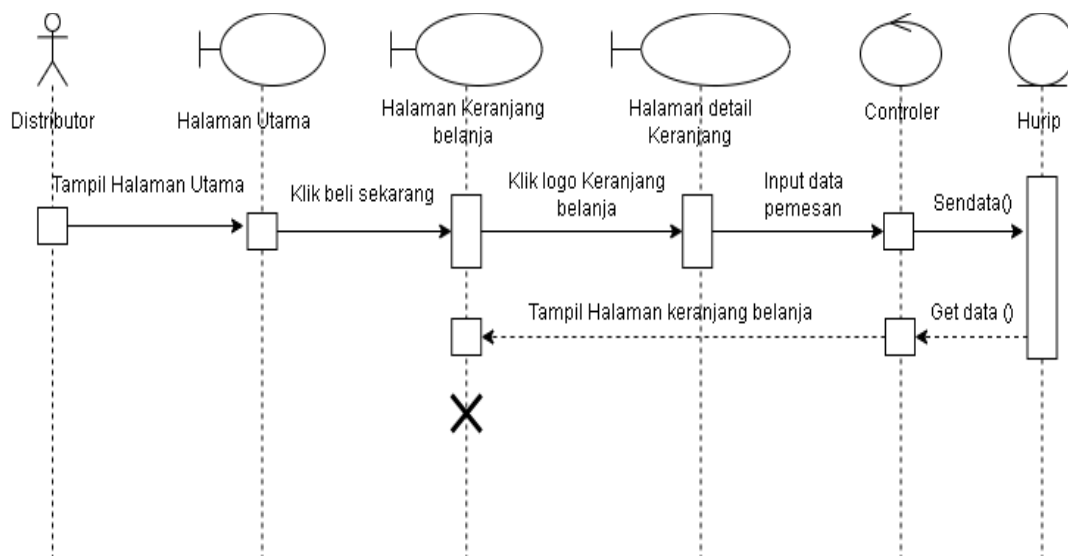 Distributor
Halaman Utama
Halaman Keranjang
belanja
Halaman detail
Keranjang
Controler
Hurip
Tampil Halaman Utama
Klik beli sekarang
Klik logo Keranjang
belanja
Input data
pemesan
Sendata()
Tampil Halaman keranjang belanja
Get data ()